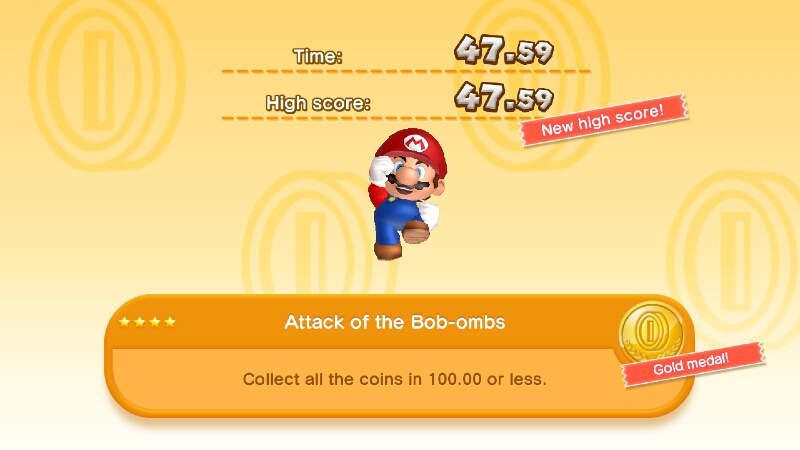 Time: 47.59
High score: 47.59
New high score!
M
Attack of the Bob-ombs
Collect all the coins in 100.00 or less.
Gold medal!